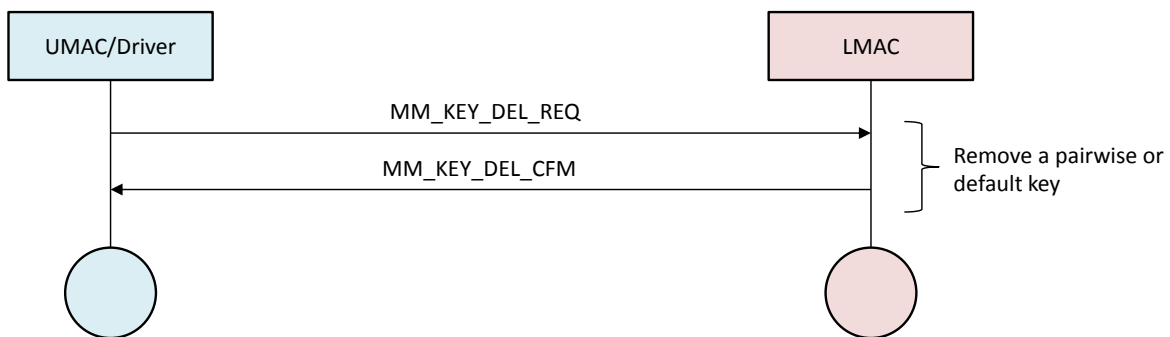 UMAC/Driver
LMAC
MM_KEY_DEL_REQ
MM_KEY_DEL_CFM
Remove a pairwise or
default key